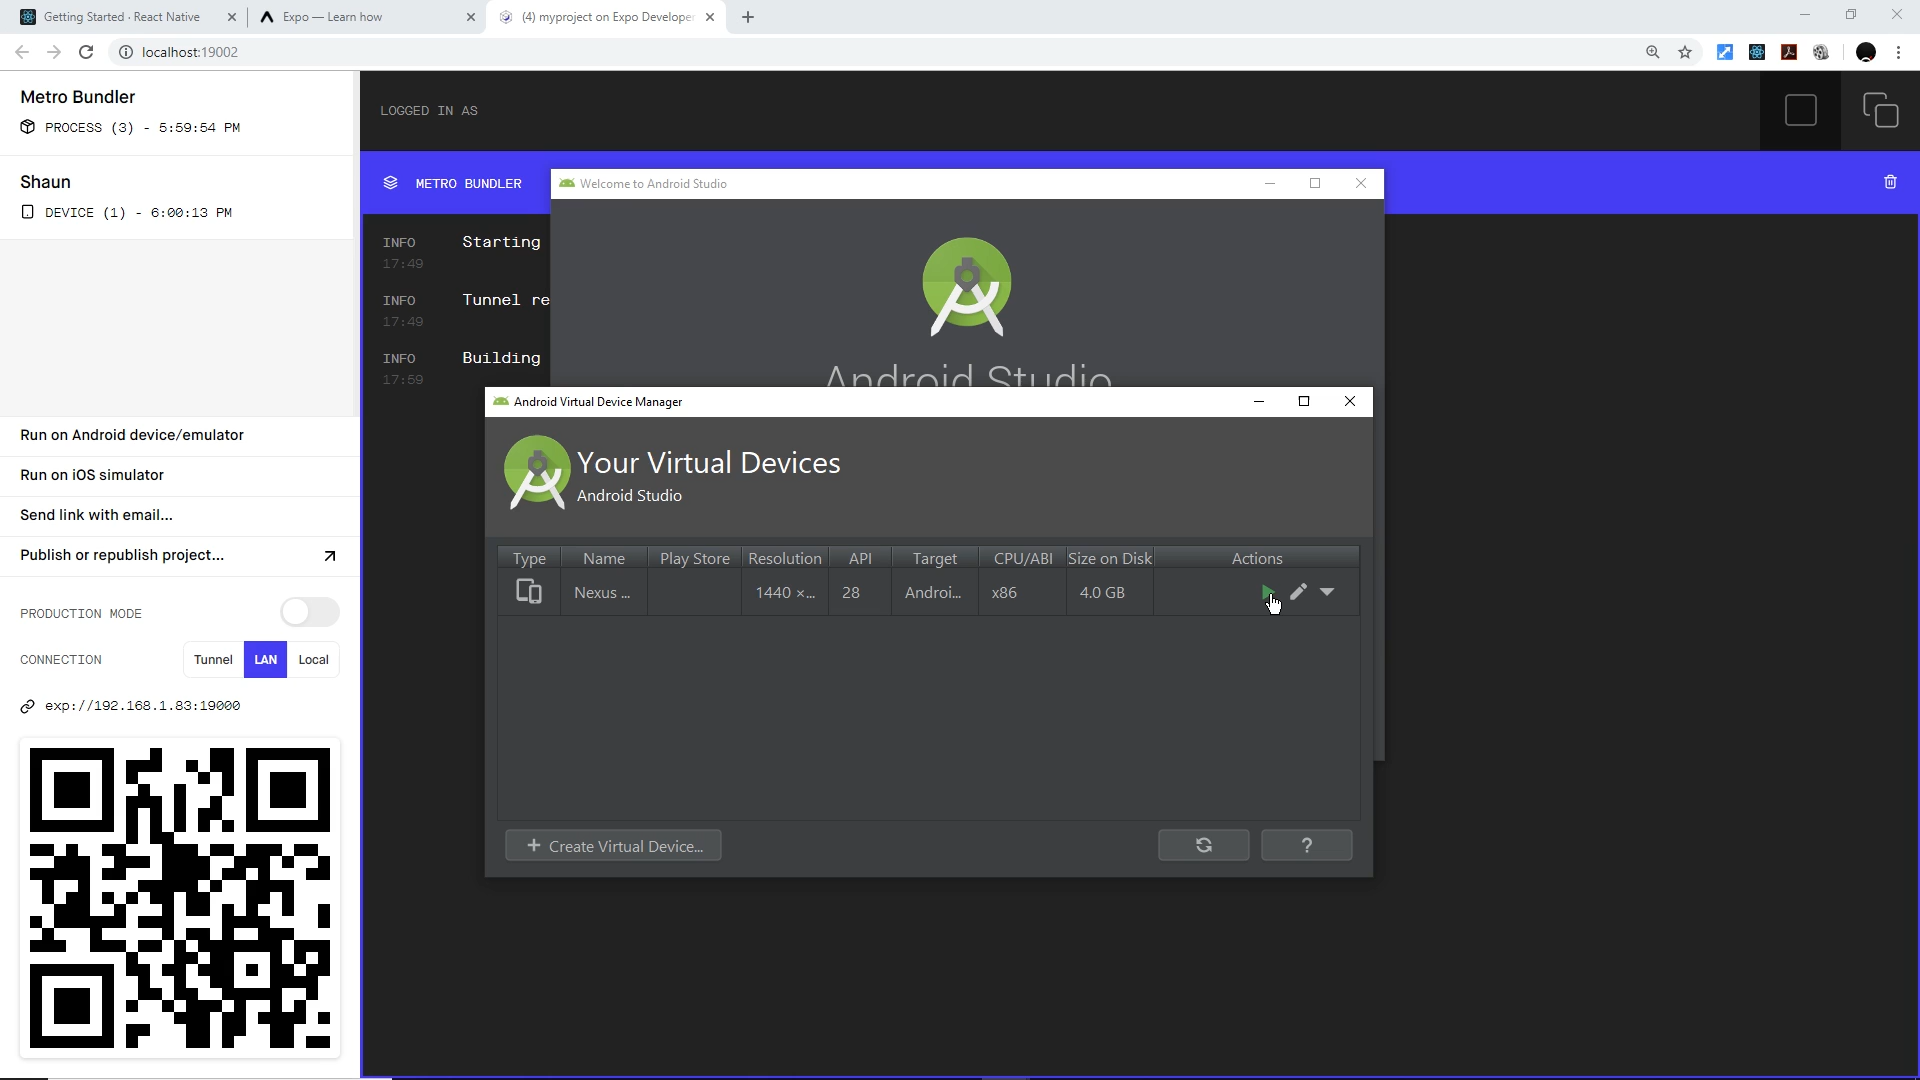 Getting Started · React Native
Expo — Learn how
(4) myproject on Expo Developer
localhost:19002
Metro Bundler
PROCESS (3) - 5:59:54 PM
Shaun
DEVICE (1) - 6:00:13 PM
Run on Android device/emulator
Run on iOS simulator
Send link with email...
Publish or republish project...
PRODUCTION MODE
CONNECTION
Tunnel LAN Local
exp://192.168.1.83:19000
LOGGED IN AS
METRO BUNDLER
INFO Starting
17:49
INFO Tunnel re
17:49
INFO Building
17:59
Welcome to Android Studio
Android Studio
Android Virtual Device Manager
Your Virtual Devices
Android Studio
Type Name Play Store Resolution API Target CPU/ABI Size on Disk Actions
Nexus ... 1440 ×... 28 Androi... x86 4.0 GB
+ Create Virtual Device...
?